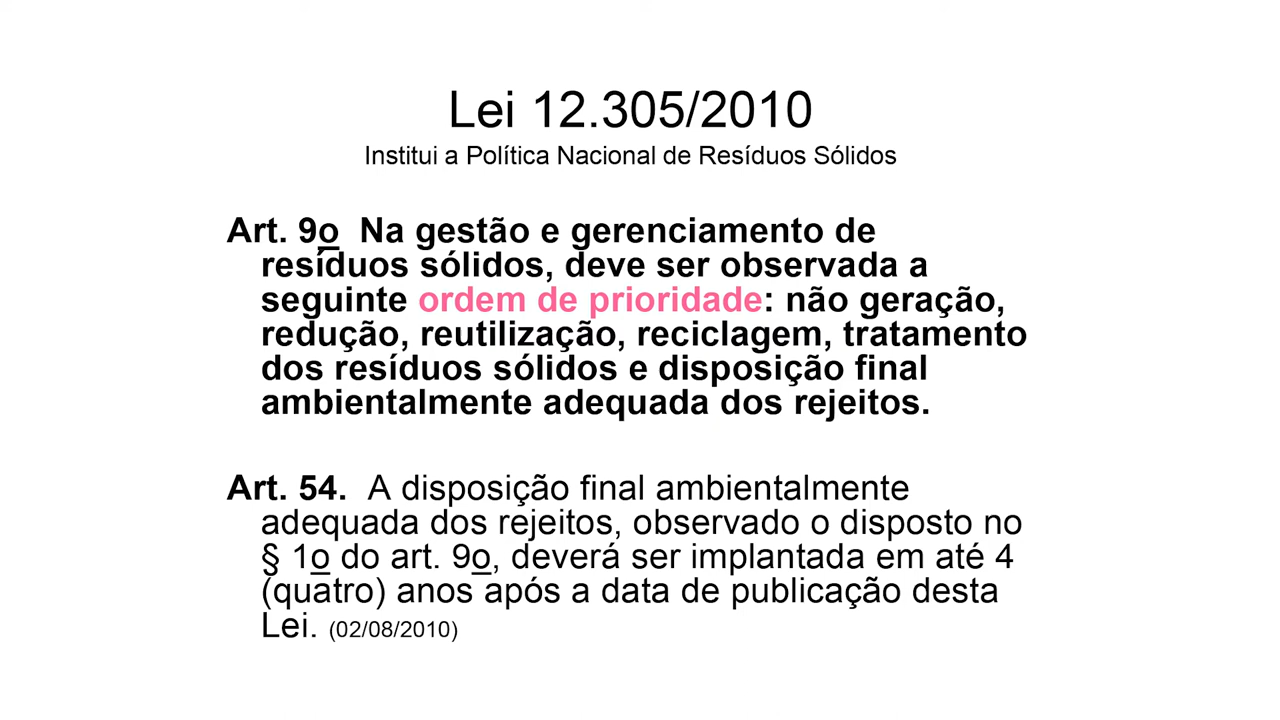 Lei 12.305/2010
Institui a Política Nacional de Resíduos Sólidos
Art. 9o Na gestão e gerenciamento de
resíduos sólidos, deve ser observada a
seguinte ordem de prioridade: não geração,
redução, reutilização, reciclagem, tratamento
dos resíduos sólidos e disposição final
ambientalmente adequada dos rejeitos.
Art. 54. A disposição final ambientalmente
adequada dos rejeitos, observado o disposto no
§ 1o do art. 9o, deverá ser implantada em até 4
(quatro) anos após a data de publicação desta
Lei. (02/08/2010)